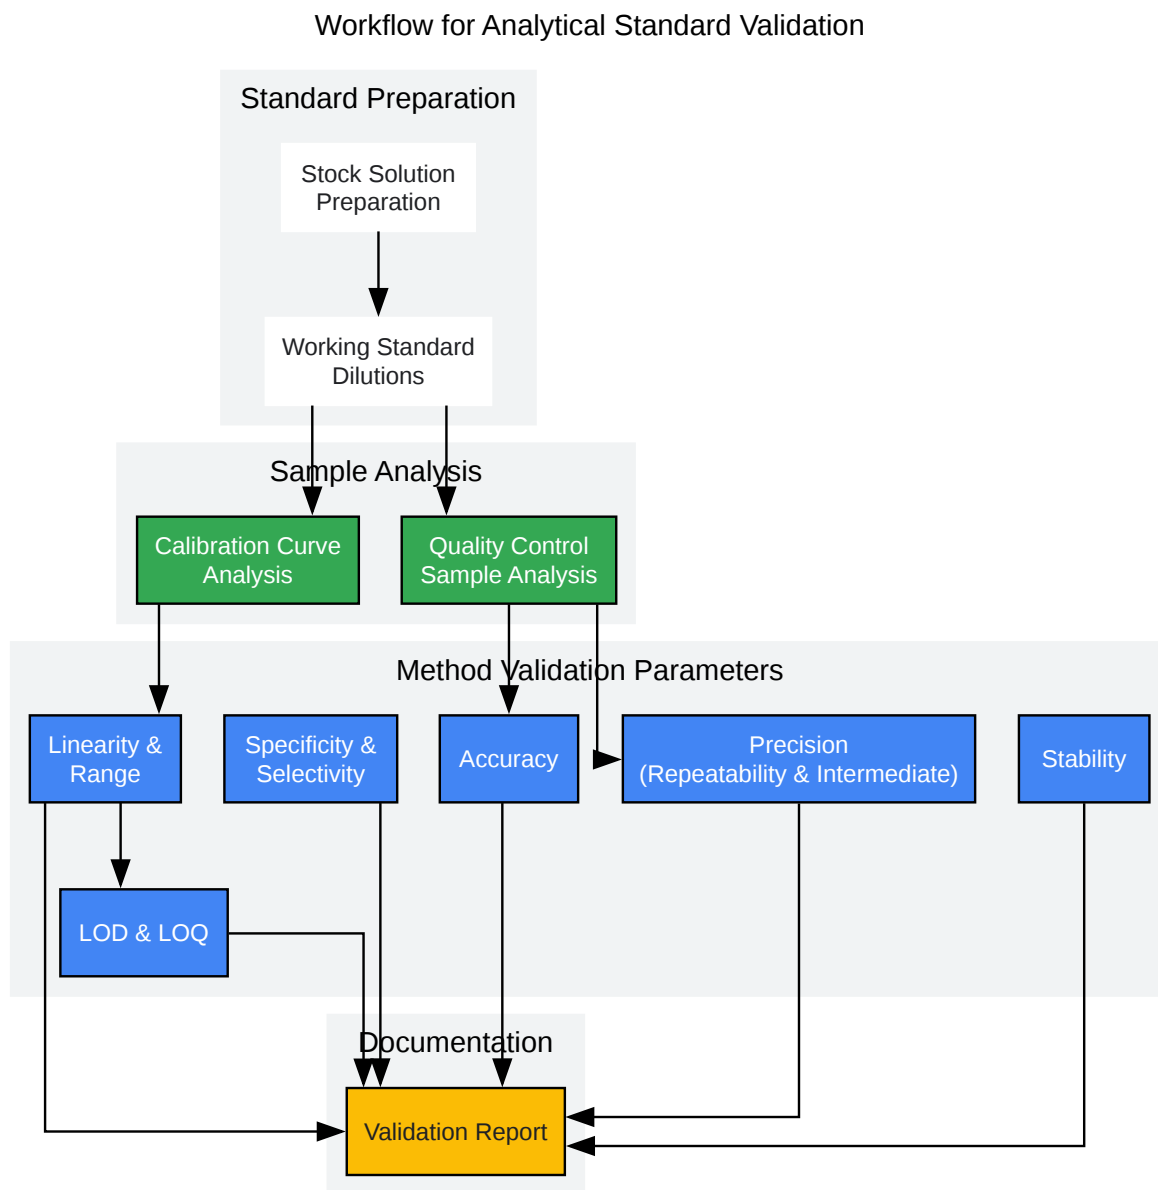 Workflow for Analytical Standard Validation
Standard Preparation
Stock Solution
Preparation
Working Standard
Dilutions
Sample Analysis
Calibration Curve
Analysis
Quality Control
Sample Analysis
Method Validation Parameters
Linearity &
Range
Specificity &
Selectivity
Accuracy
Precision
(Repeatability & Intermediate)
Stability
LOD & LOQ
Documentation
Validation Report